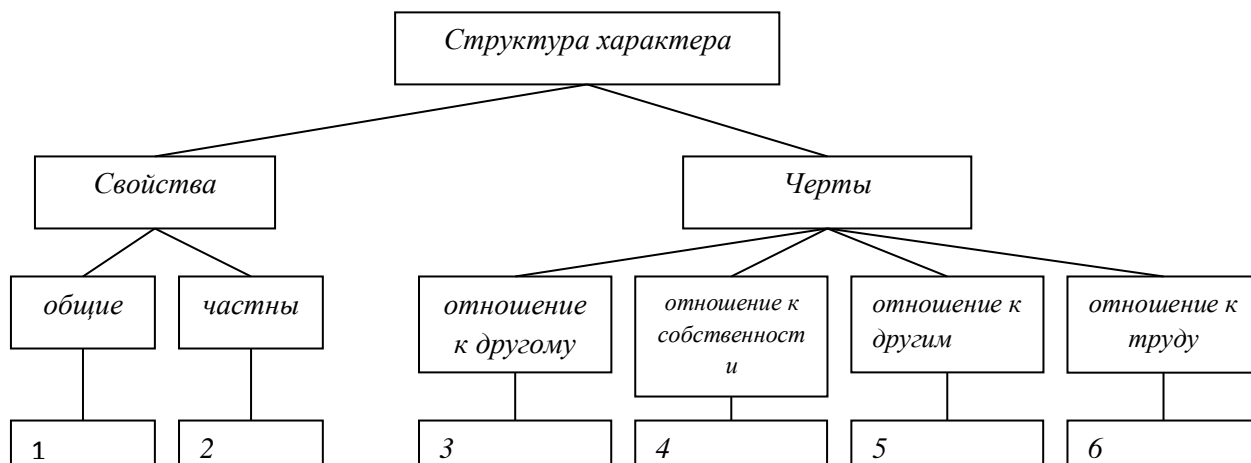 Структура характера
Свойства
Черты
общие
частны
отношение
к другому
отношение к
собственност
и
отношение к
другим
отношение к
труду
1
2
3
4
5
6